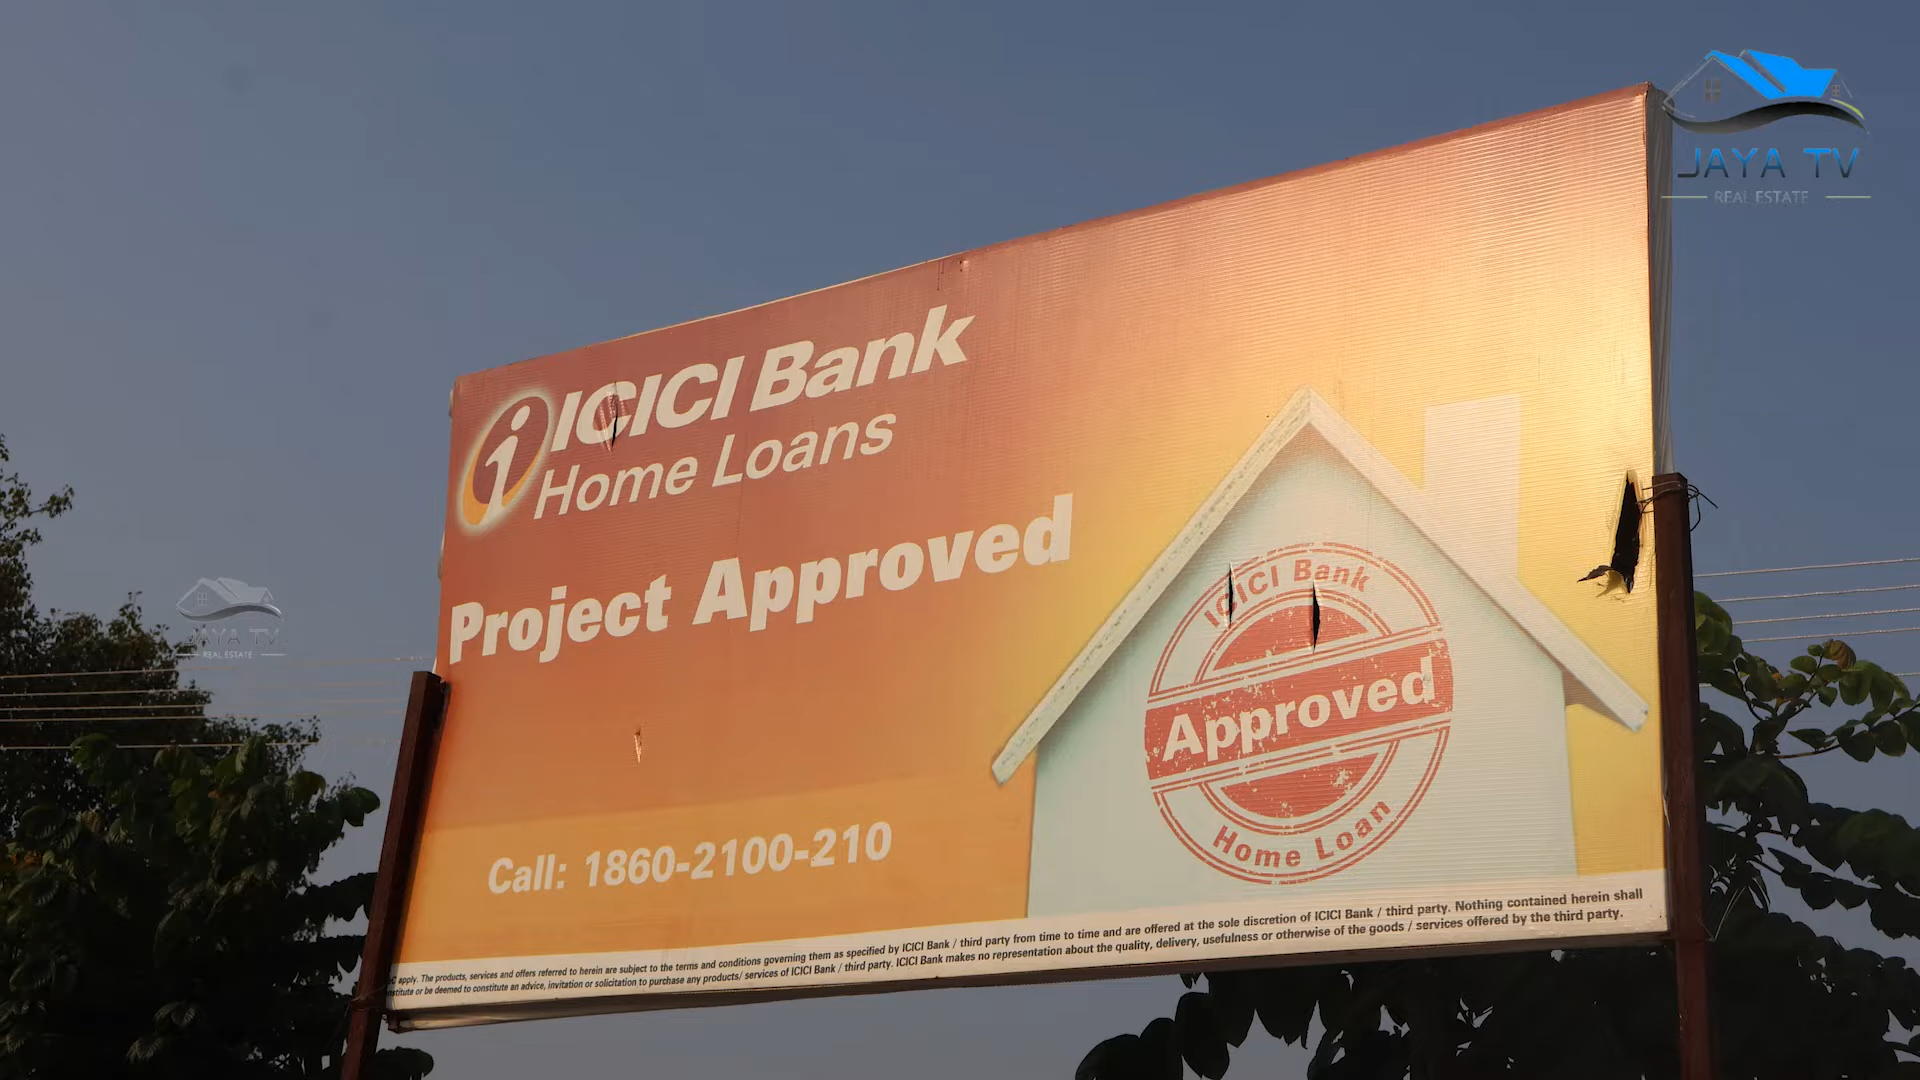 JAYA TV
REAL ESTATE
ICICI Bank
Home Loans
Project Approved
ICICI Bank
Approved
Home Loan
Call: 1860-2100-210
apply. The products, services and offers referred to herein are subject to the terms and conditions governing them as specified by ICICI Bank / third party from time to time and are offered at the sole discretion of ICICI Bank / third party. Nothing contained herein shall
or be deemed to constitute an advice, invitation or solicitation to purchase any products/ services of ICICI Bank / third party. ICICI Bank makes no representation about the quality, delivery, usefulness or otherwise of the goods / services offered by the third party.
JAYA TV
REAL ESTATE